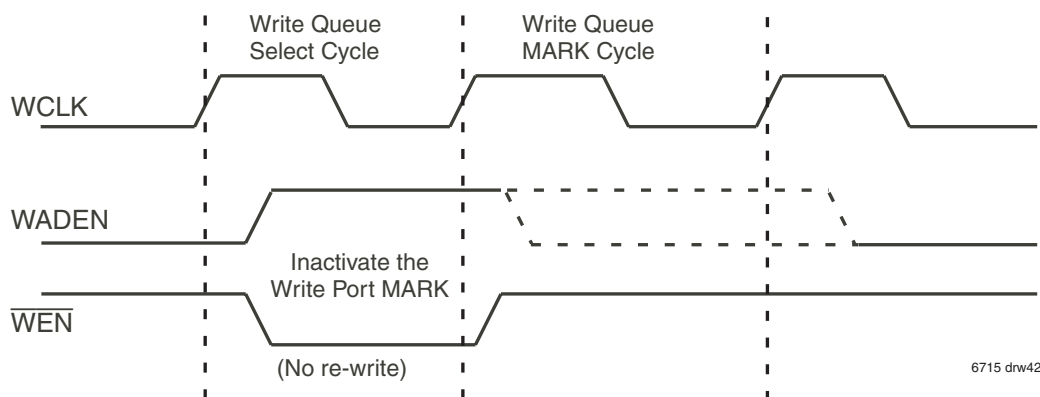 Write Queue
Select Cycle
Write Queue
MARK Cycle
WCLK
WADEN
Inactivate the
Write Port MARK
WEN
(No re-write)
6715 drw42